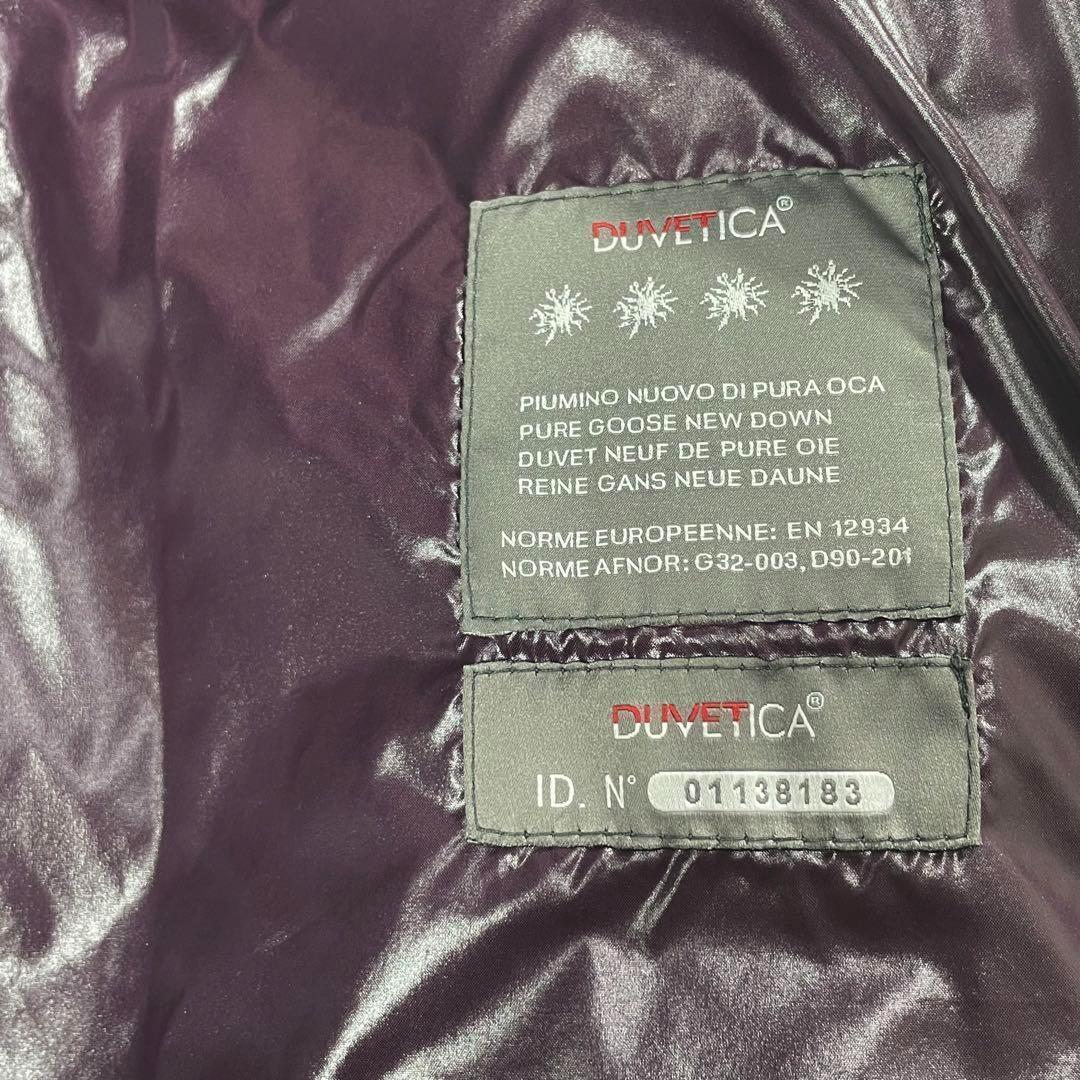 DUVETICA®
PIUMINO NUOVO DI PURA OCA
PURE GOOSE NEW DOWN
DUVET NEUF DE PURE OIE
REINE GANS NEUE DAUNE
NORME EUROPEENNE: EN 12934
NORME AFNOR: G32-003, D90-201
DUVETICA®
ID. N° 01138183